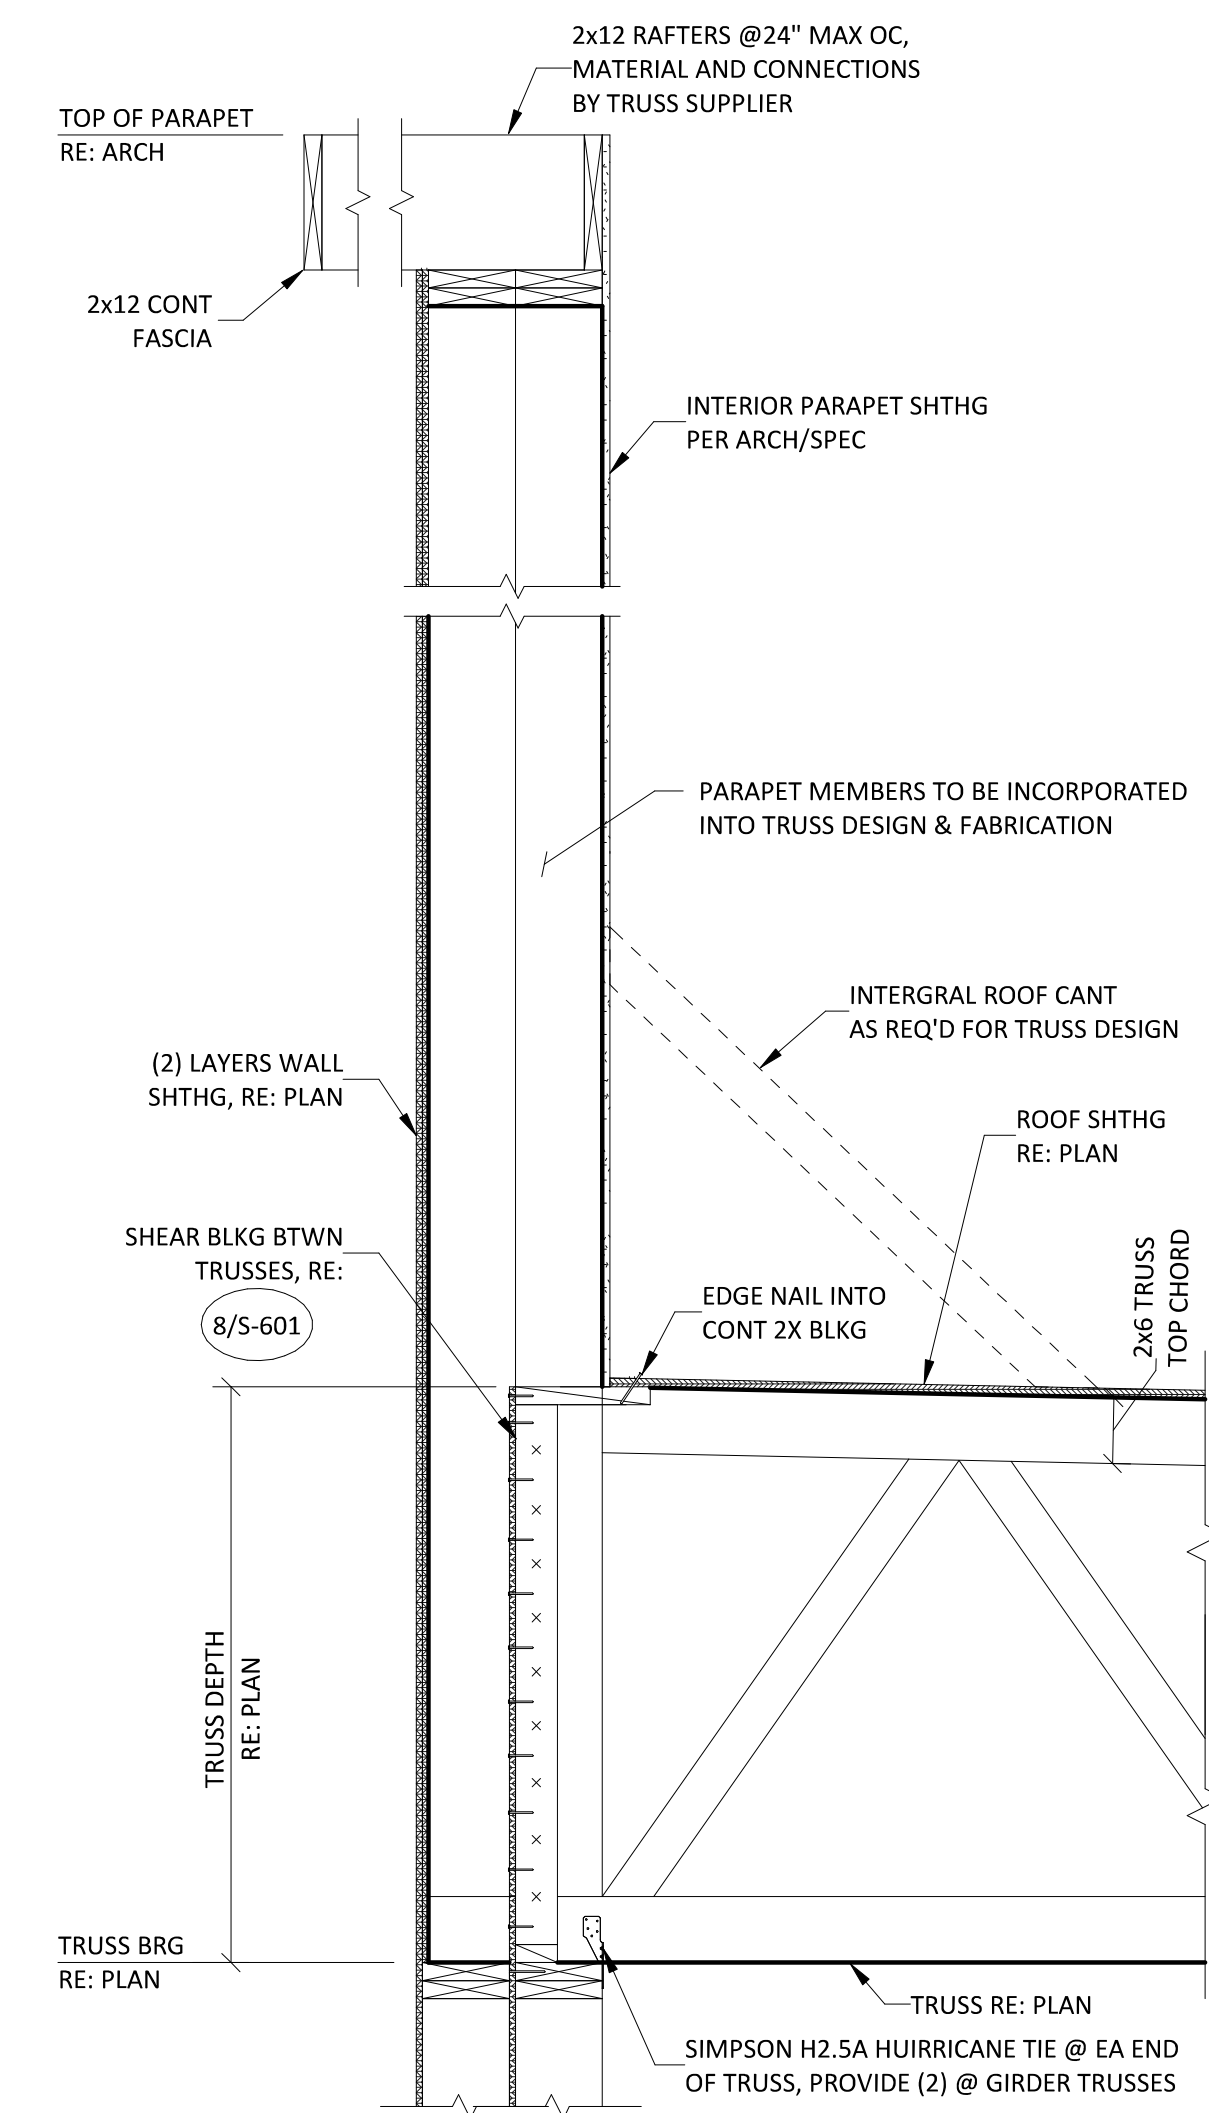 2x12 RAFTERS @24" MAX OC,
MATERIAL AND CONNECTIONS
BY TRUSS SUPPLIER
TOP OF PARAPET
RE: ARCH
2x12 CONT
FASCIA
INTERIOR PARAPET SHTHG
PER ARCH/SPEC
PARAPET MEMBERS TO BE INCORPORATED
INTO TRUSS DESIGN & FABRICATION
INTERGRAL ROOF CANT
AS REQ'D FOR TRUSS DESIGN
(2) LAYERS WALL
SHTHG, RE: PLAN
ROOF SHTHG
RE: PLAN
SHEAR BLKG BTWN
TRUSSES, RE:
8/S-601
EDGE NAIL INTO
CONT 2X BLKG
2x6 TRUSS
TOP CHORD
TRUSS DEPTH
RE: PLAN
TRUSS BRG
RE: PLAN
TRUSS RE: PLAN
SIMPSON H2.5A HUIRRICANE TIE @ EA END
OF TRUSS, PROVIDE (2) @ GIRDER TRUSSES